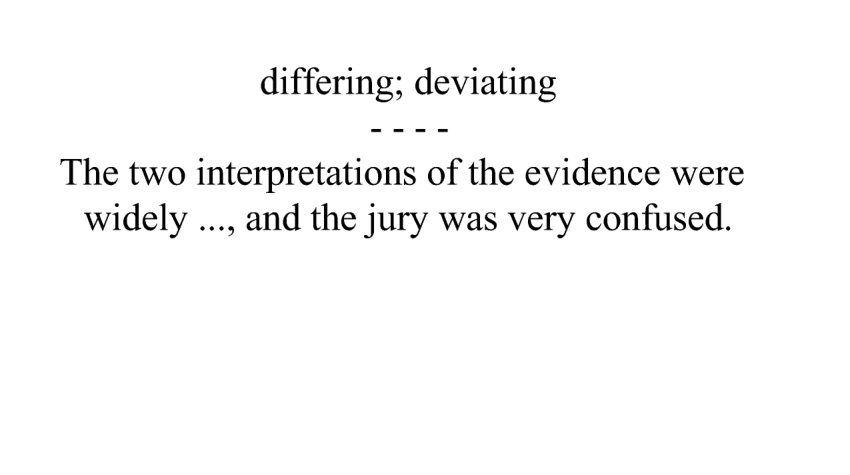 differing; deviating
- - - -
The two interpretations of the evidence were
widely ..., and the jury was very confused.